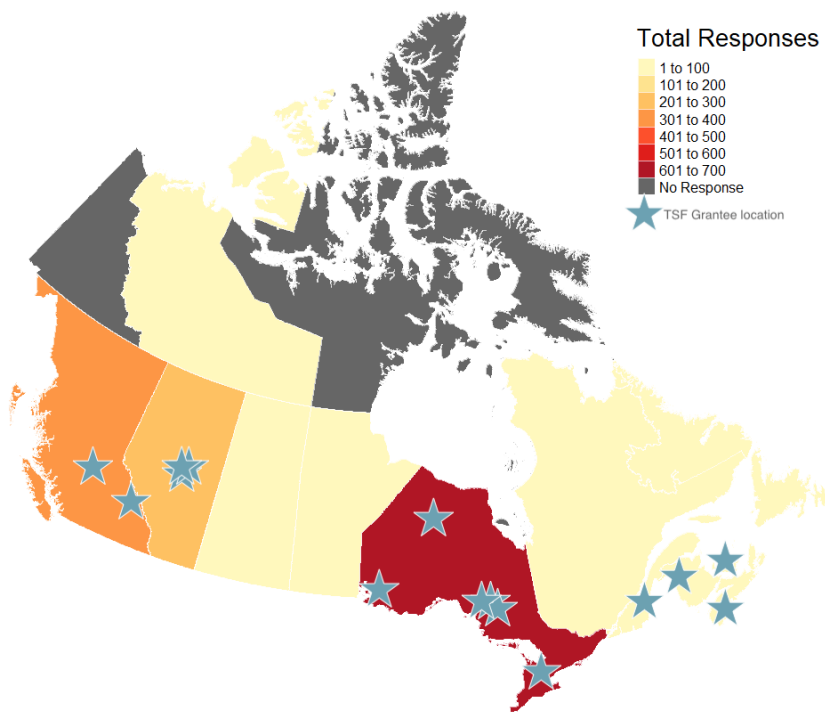 Total Responses
1 to 100
101 to 200
201 to 300
301 to 400
401 to 500
501 to 600
601 to 700
No Response
TSF Grantee location